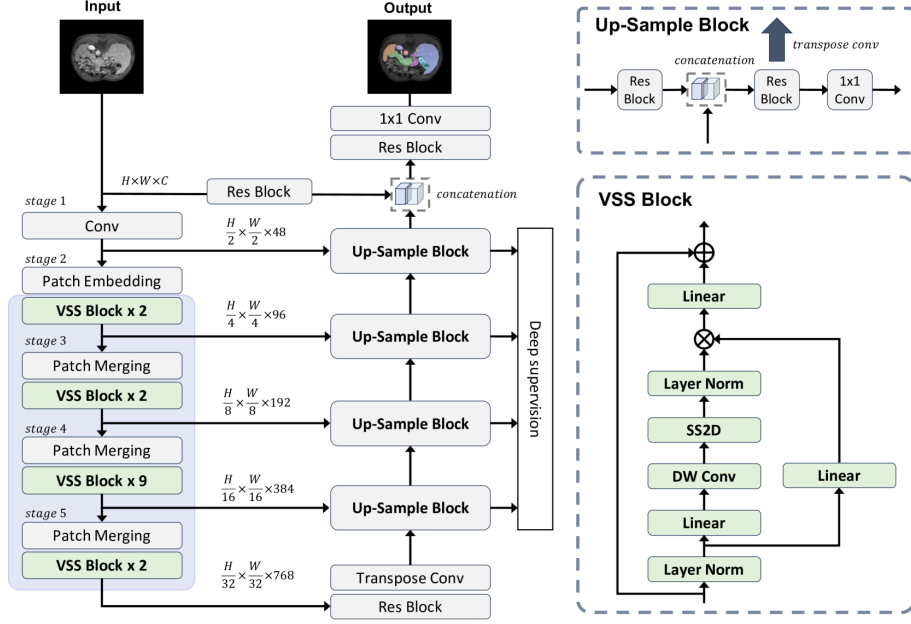 Input
Output
1x1 Conv
Res Block
H×W×C
Res Block
concatenation
stage 1
Conv
H/2 × W/2 ×48
Up-Sample Block
stage 2
Patch Embedding
VSS Block x 2
H/4 × W/4 ×96
Up-Sample Block
stage 3
Patch Merging
VSS Block x 2
H/8 × W/8 ×192
Up-Sample Block
stage 4
Patch Merging
VSS Block x 9
H/16 × W/16 ×384
Up-Sample Block
stage 5
Patch Merging
VSS Block x 2
H/32 × W/32 ×768
Transpose Conv
Res Block
Deep supervision
Up-Sample Block
transpose conv
concatenation
Res
Block
Res
Block
1x1
Conv
VSS Block
Linear
Layer Norm
SS2D
DW Conv
Linear
Linear
Layer Norm